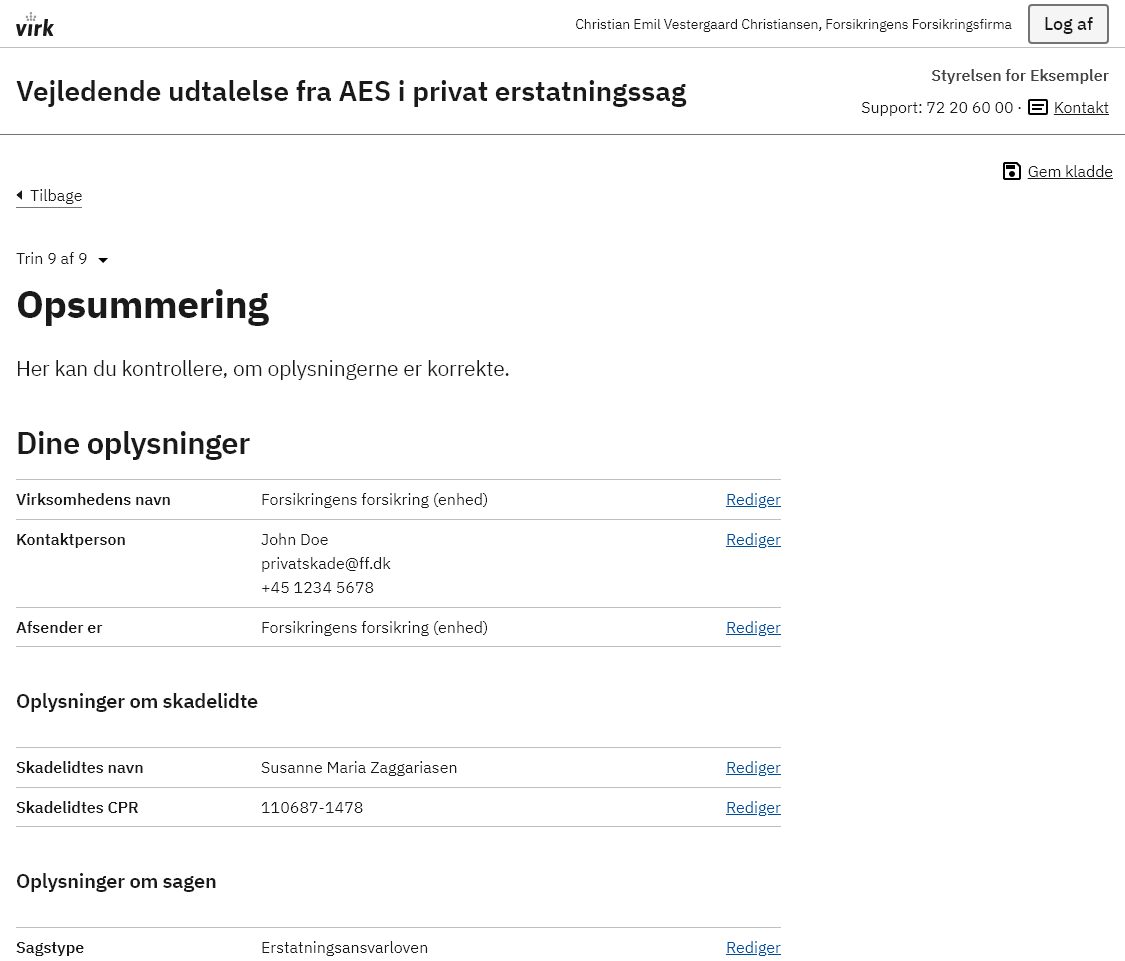 virk
Christian Emil Vestergaard Christiansen, Forsikringens Forsikringsfirma
Log af
Vejledende udtalelse fra AES i privat erstatningssag
Styrelsen for Eksempler
Support: 72 20 60 00 · Kontakt
Gem kladde
Tilbage
Trin 9 af 9
Opsummering
Her kan du kontrollere, om oplysningerne er korrekte.
Dine oplysninger
Virksomhedens navn Forsikringens forsikring (enhed) Rediger
Kontaktperson John Doe Rediger
privatskade@ff.dk
+45 1234 5678
Afsender er Forsikringens forsikring (enhed) Rediger
Oplysninger om skadelidte
Skadelidtes navn Susanne Maria Zaggariasen Rediger
Skadelidtes CPR 110687-1478 Rediger
Oplysninger om sagen
Sagstype Erstatningsansvarloven Rediger